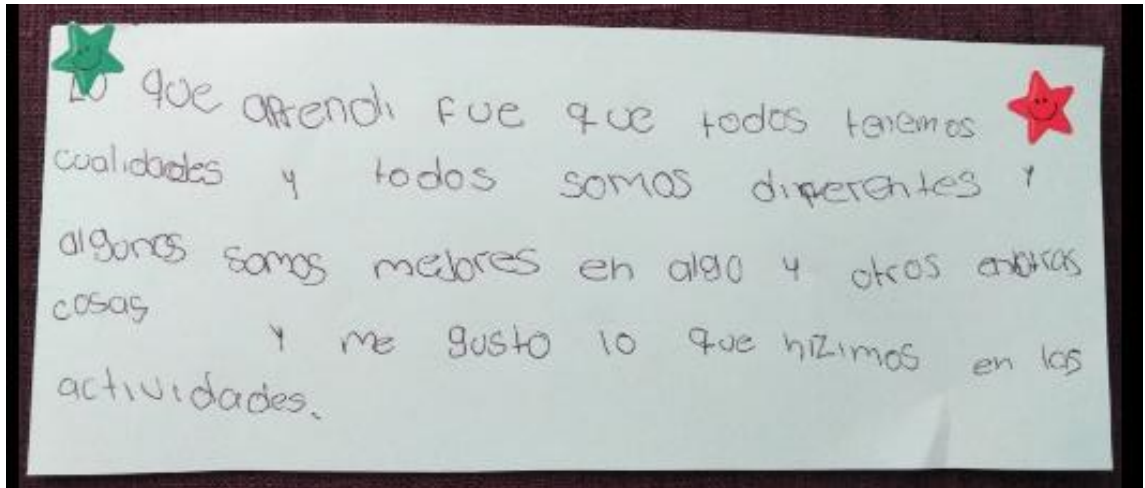 Lo que aprendi fue que todos tenemos
cualidades y todos somos diferentes y
algunos somos mejores en algo y otros en otras
cosas
y me gusto lo que hizimos en las
actividades.